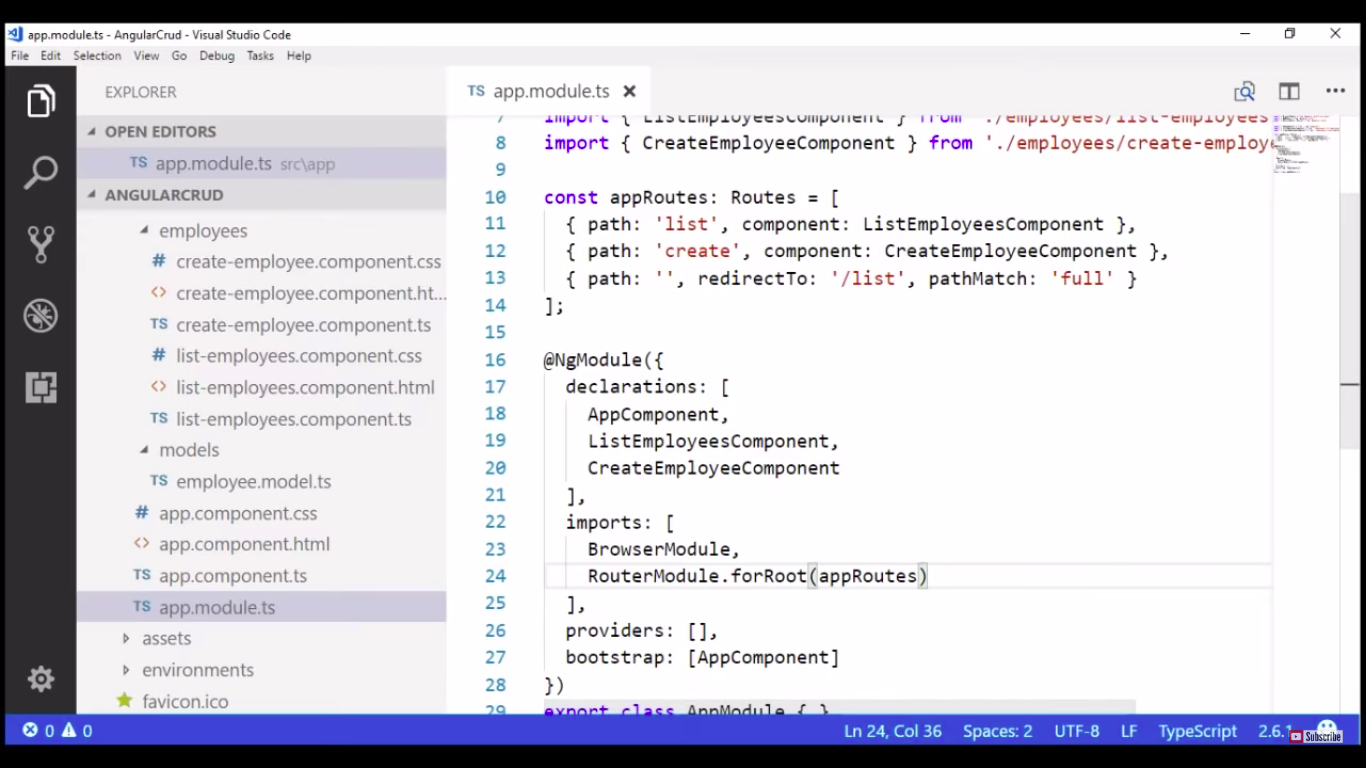 app.module.ts - AngularCrud - Visual Studio Code
File Edit Selection View Go Debug Tasks Help
EXPLORER
OPEN EDITORS
TS app.module.ts src\app
ANGULARCRUD
employees
# create-employee.component.css
<> create-employee.component.ht...
TS create-employee.component.ts
# list-employees.component.css
<> list-employees.component.html
TS list-employees.component.ts
models
TS employee.model.ts
# app.component.css
<> app.component.html
TS app.component.ts
TS app.module.ts
assets
environments
favicon.ico
TS app.module.ts
7 import { ListEmployeesComponent } from './employees/list-employees
8 import { CreateEmployeeComponent } from './employees/create-employe
9
10 const appRoutes: Routes = [
11 { path: 'list', component: ListEmployeesComponent },
12 { path: 'create', component: CreateEmployeeComponent },
13 { path: '', redirectTo: '/list', pathMatch: 'full' }
14 ];
15
16 @NgModule({
17 declarations: [
18 AppComponent,
19 ListEmployeesComponent,
20 CreateEmployeeComponent
21 ],
22 imports: [
23 BrowserModule,
24 RouterModule.forRoot(appRoutes)
25 ],
26 providers: [],
27 bootstrap: [AppComponent]
28 })
29 export class AppModule { }
0 0 Ln 24, Col 36 Spaces: 2 UTF-8 LF TypeScript 2.6.1
Subscribe